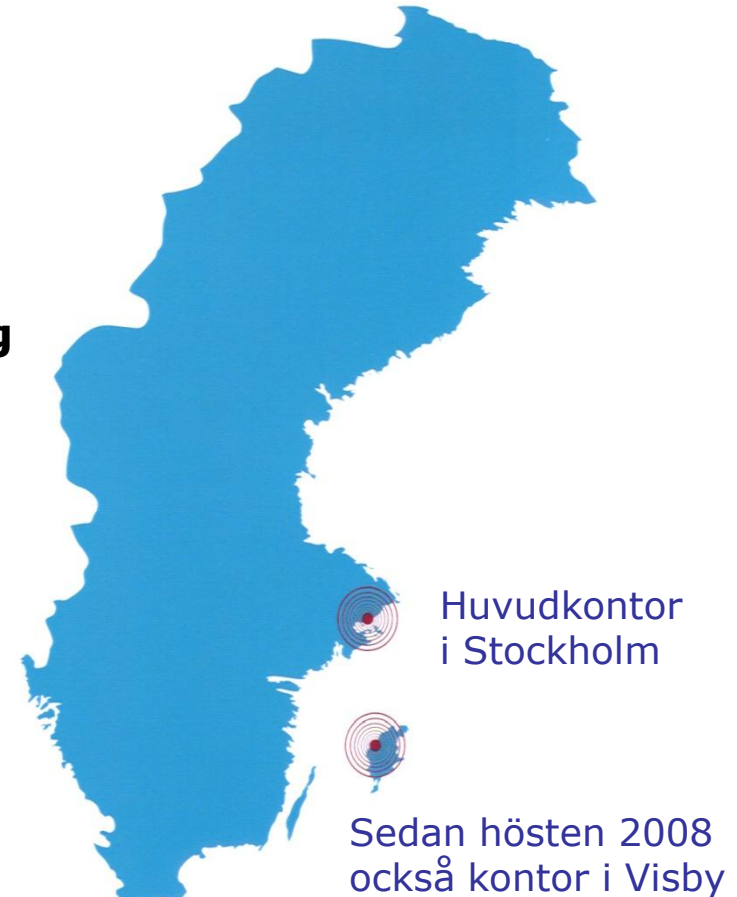 g
Huvudkontor
i Stockholm
Sedan hösten 2008
också kontor i Visby